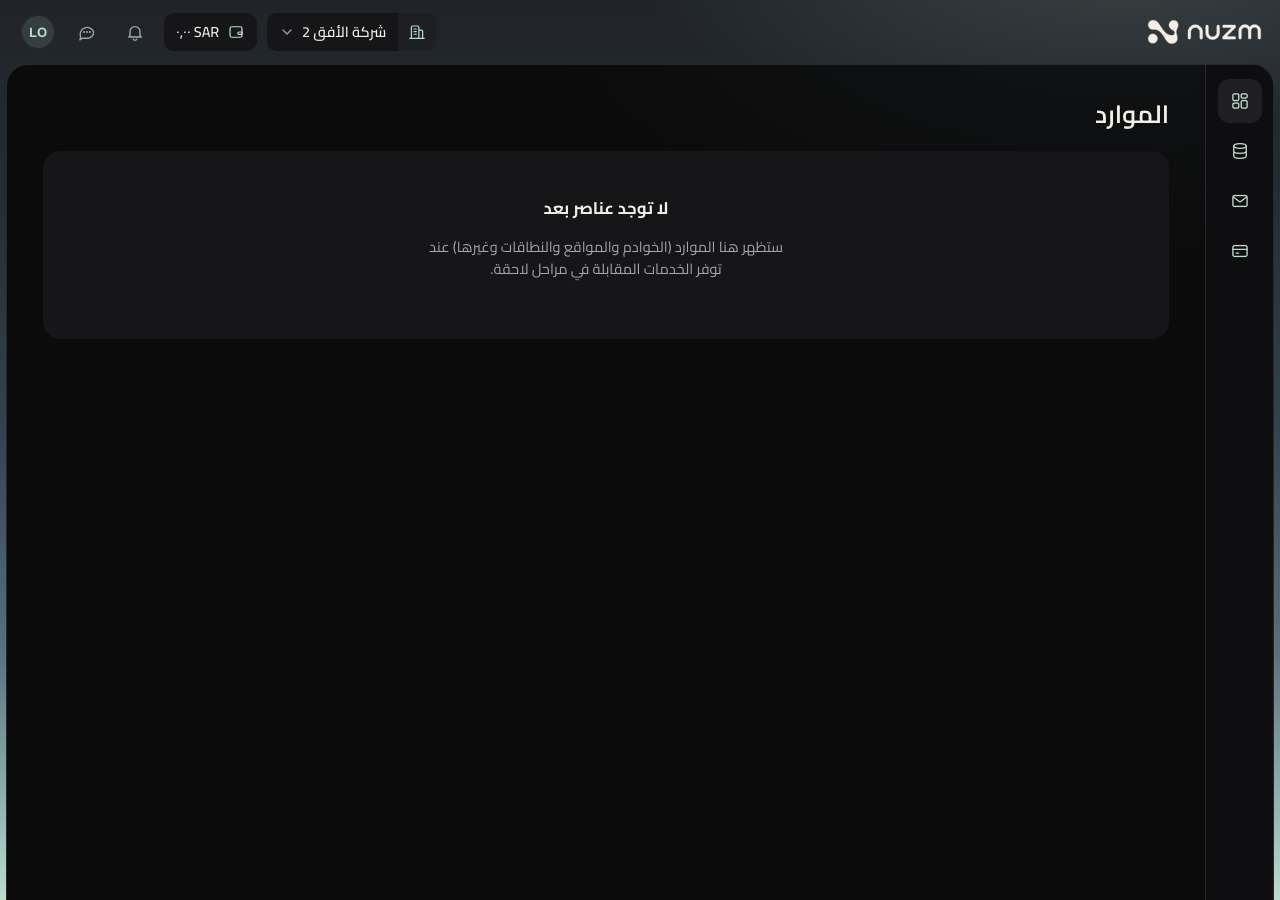 nuzm
شركة الأفق 2
SAR ٠,٠٠
LO
الموارد
لا توجد عناصر بعد
ستظهر هنا الموارد (الخوادم والمواقع والنطاقات وغيرها) عند
توفر الخدمات المقابلة في مراحل لاحقة.